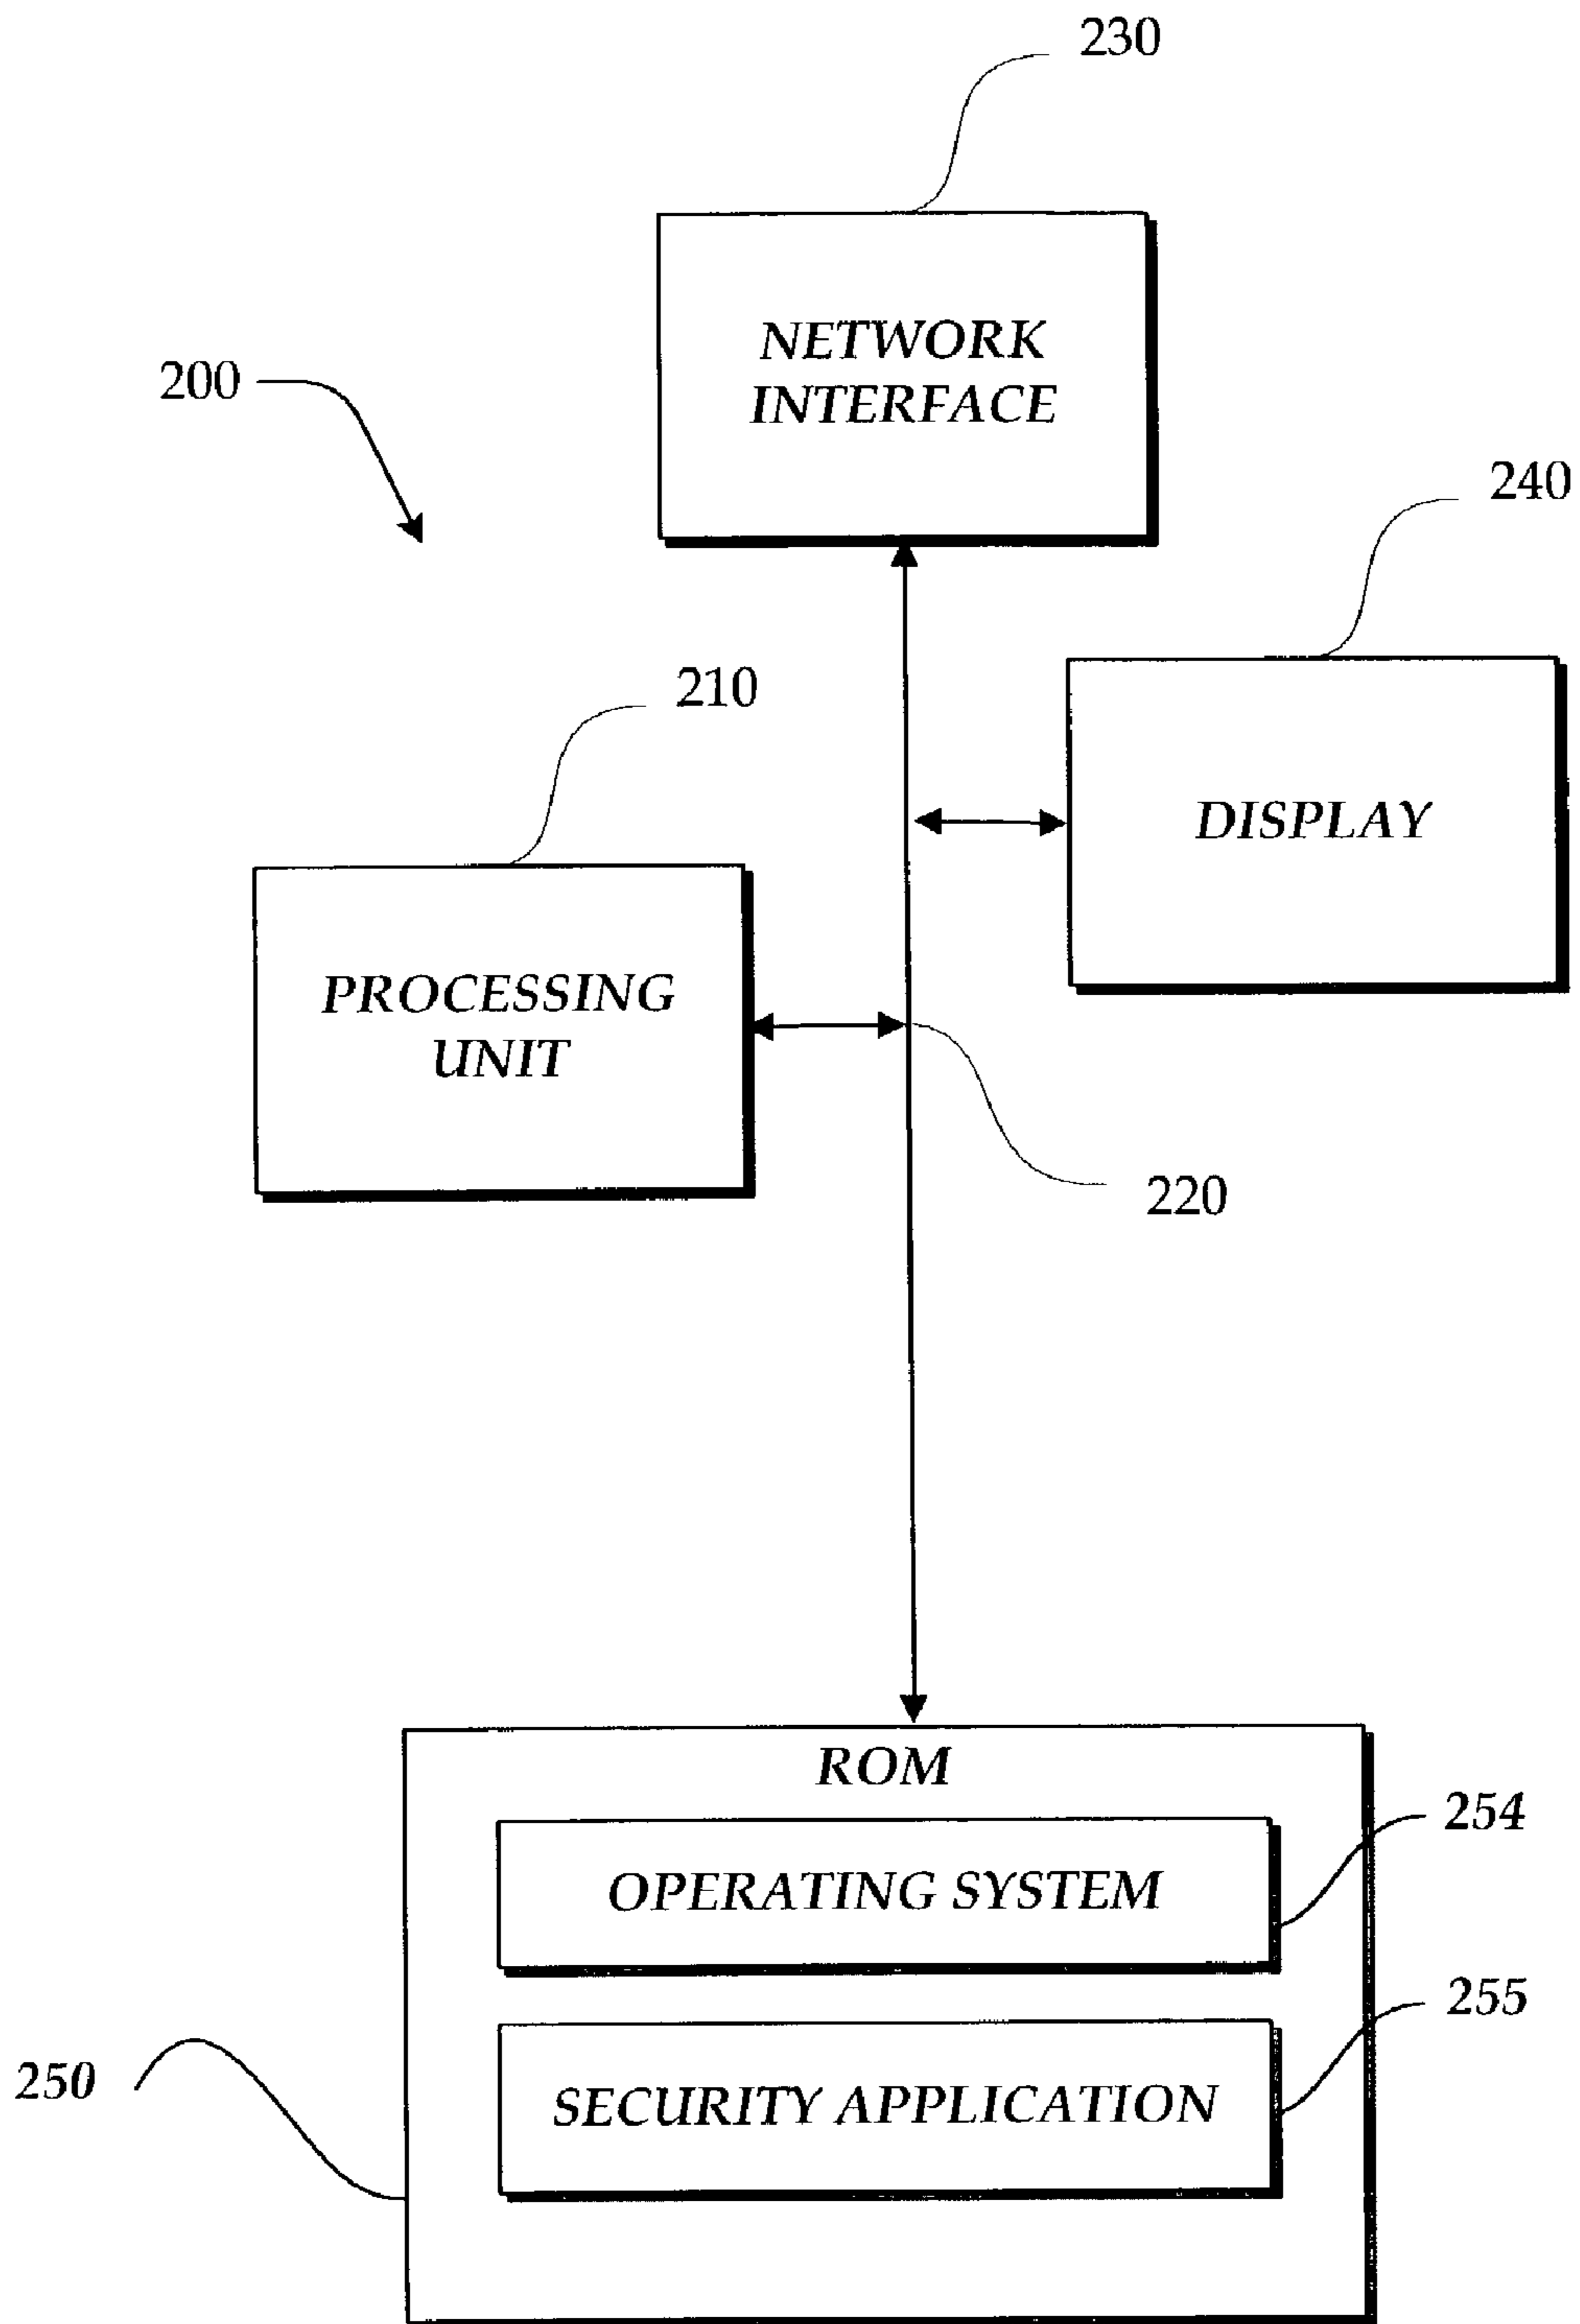 230
NETWORK
INTERFACE
200
240
210
DISPLAY
PROCESSING
UNIT
220
ROM
254
OPERATING SYSTEM
255
250
SECURITY APPLICATION